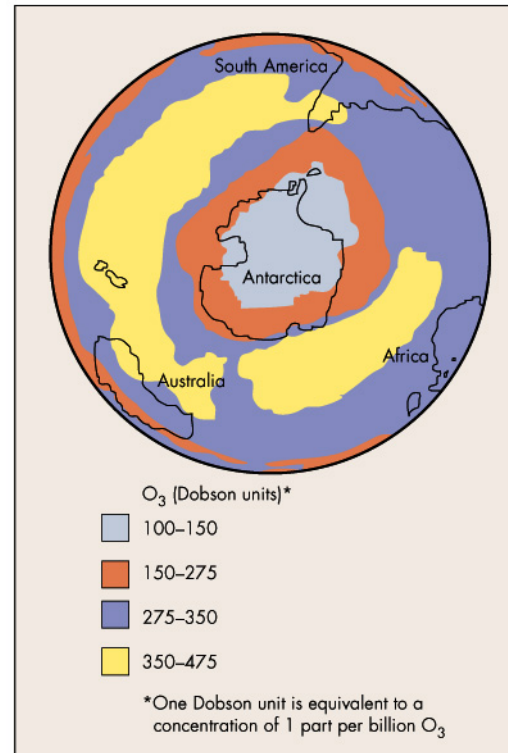 South America
Antarctica
Africa
Australia
O₃ (Dobson units)*
100–150
150–275
275–350
350–475
*One Dobson unit is equivalent to a
concentration of 1 part per billion O₃